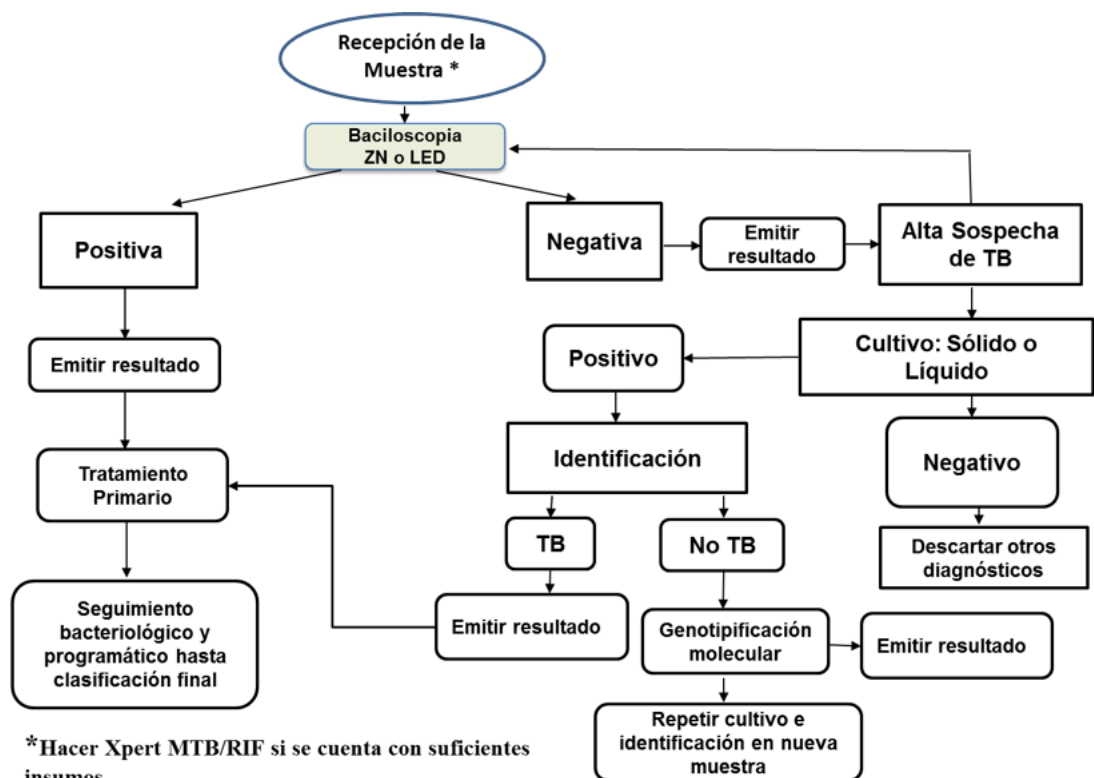 Recepción de la
Muestra *
Baciloscopia
ZN o LED
Positiva
Negativa
Emitir
resultado
Alta Sospecha
de TB
Emitir resultado
Positivo
Cultivo: Sólido o
Líquido
Tratamiento
Primario
Identificación
Negativo
TB
No TB
Descartar otros
diagnósticos
Seguimiento
bacteriológico y
programático hasta
clasificación final
Emitir resultado
Genotipificación
molecular
Emitir resultado
Repetir cultivo e
identificación en nueva
muestra
*Hacer Xpert MTB/RIF si se cuenta con suficientes
insumos